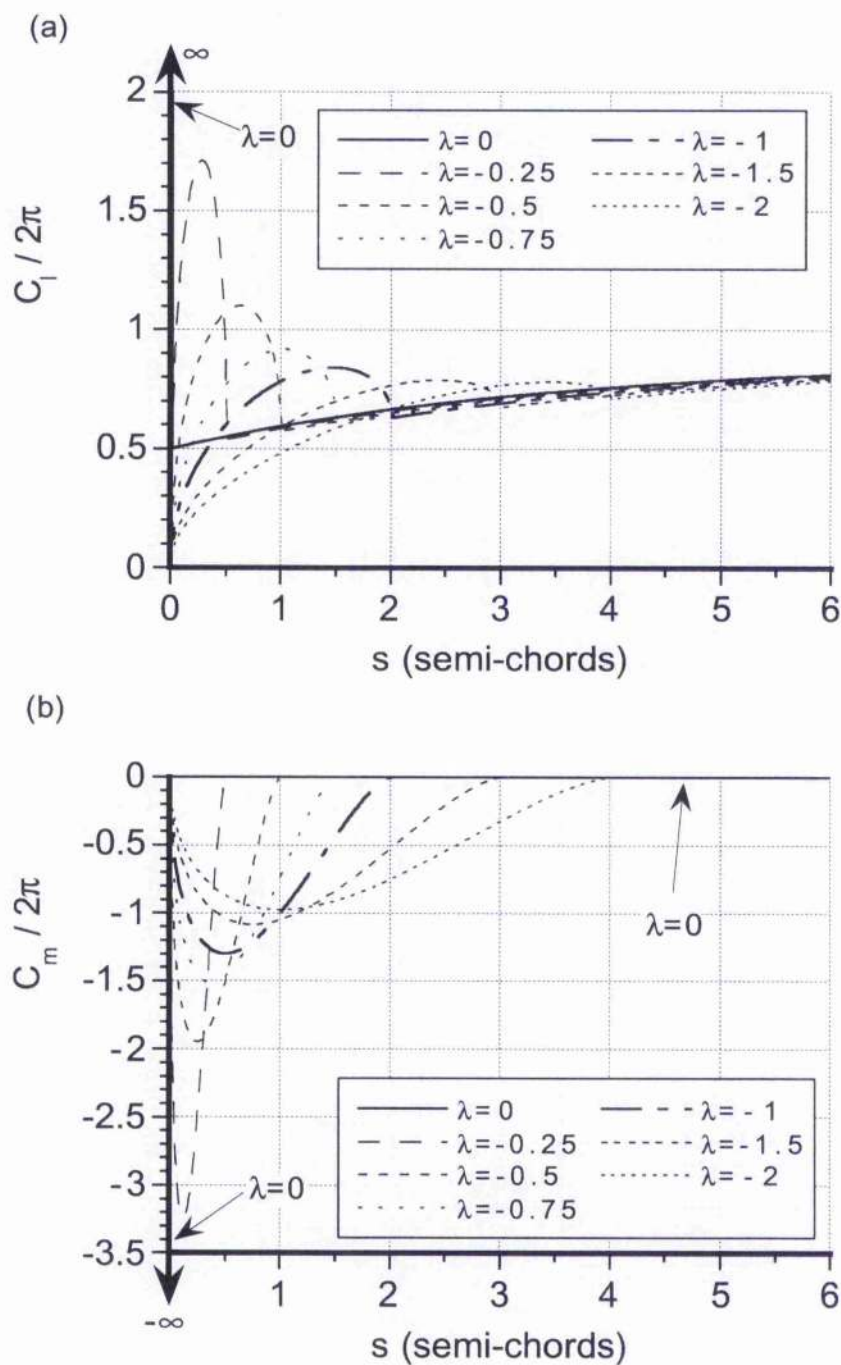 (a)
∞
2
λ=0
λ=0 λ= - 1
λ=-0.25 λ=-1.5
λ=-0.5 λ= - 2
λ=-0.75
1.5
1
0.5
0
C_l / 2π
0 1 2 3 4 5 6
s (semi-chords)
(b)
0
-0.5
-1
λ=0
-1.5
-2
-2.5
-3
-3.5
C_m / 2π
λ=0 λ= - 1
λ=-0.25 λ=-1.5
λ=-0.5 λ= - 2
λ=-0.75
λ=0
-∞
1 2 3 4 5 6
s (semi-chords)